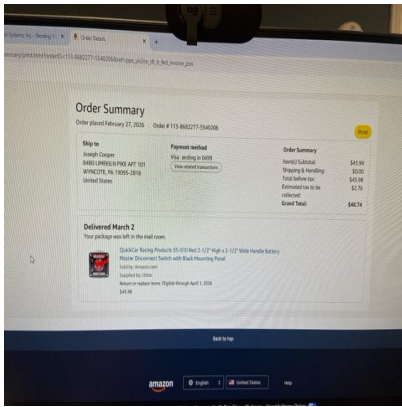 Order Details
Order Summary
Order placed February 27, 2026 Order # 113-8682277-5540206
Print
Ship to
Joseph Cooper
8480 LIMEKILN PIKE APT 101
WYNCOTE, PA 19095-2818
United States
Payment method
Visa ending in 0499
View related transactions
Order Summary
Item(s) Subtotal: $45.98
Shipping & Handling: $0.00
Total before tax: $45.98
Estimated tax to be collected: $2.76
Grand Total: $48.74
Delivered March 2
Your package was left in the mail room.
QuickCar Racing Products 55-010 Red 2-1/2" High x 2-1/2" Wide Handle Battery
Master Disconnect Switch with Black Mounting Panel
Sold by: Amazon.com
Supplied by: Other
Return or replace items: Eligible through April 1, 2026
$45.98
Back to top
amazon
English
United States
Help